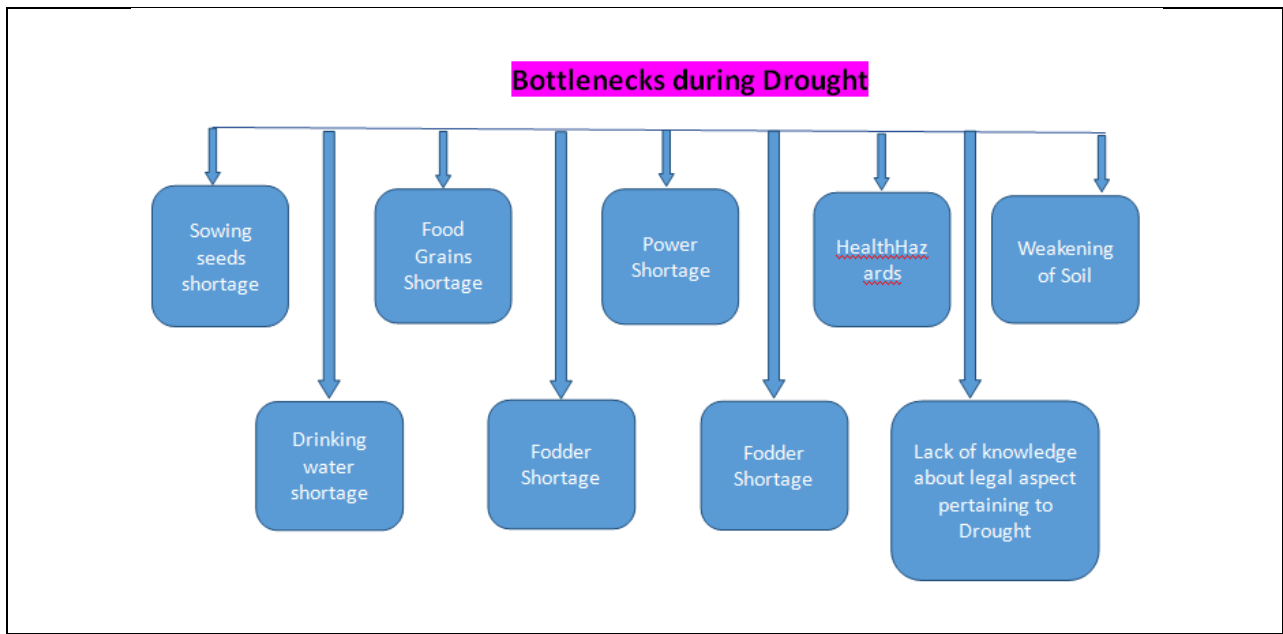 Bottlenecks during Drought
Sowing
seeds
shortage
Food
Grains
Shortage
Power
Shortage
HealthHaz
ards
Weakening
of Soil
Drinking
water
shortage
Fodder
Shortage
Fodder
Shortage
Lack of knowledge
about legal aspect
pertaining to
Drought